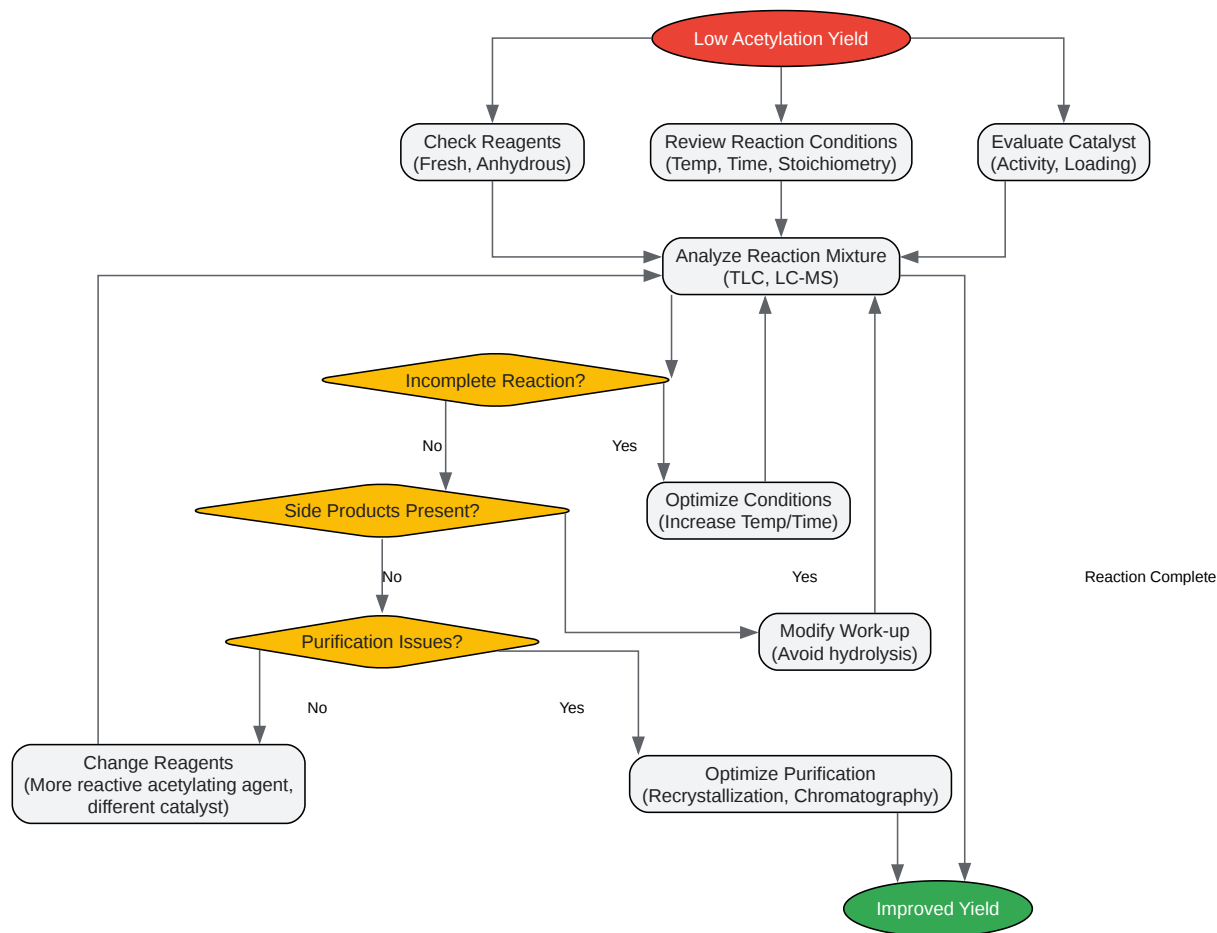 Low Acetylation Yield
Check Reagents
(Fresh, Anhydrous)
Review Reaction Conditions
(Temp, Time, Stoichiometry)
Evaluate Catalyst
(Activity, Loading)
Analyze Reaction Mixture
(TLC, LC-MS)
Incomplete Reaction?
No
Yes
Side Products Present?
Optimize Conditions
(Increase Temp/Time)
No
Yes
Reaction Complete
Purification Issues?
Modify Work-up
(Avoid hydrolysis)
No
Yes
Change Reagents
(More reactive acetylating agent,
different catalyst)
Optimize Purification
(Recrystallization, Chromatography)
Improved Yield